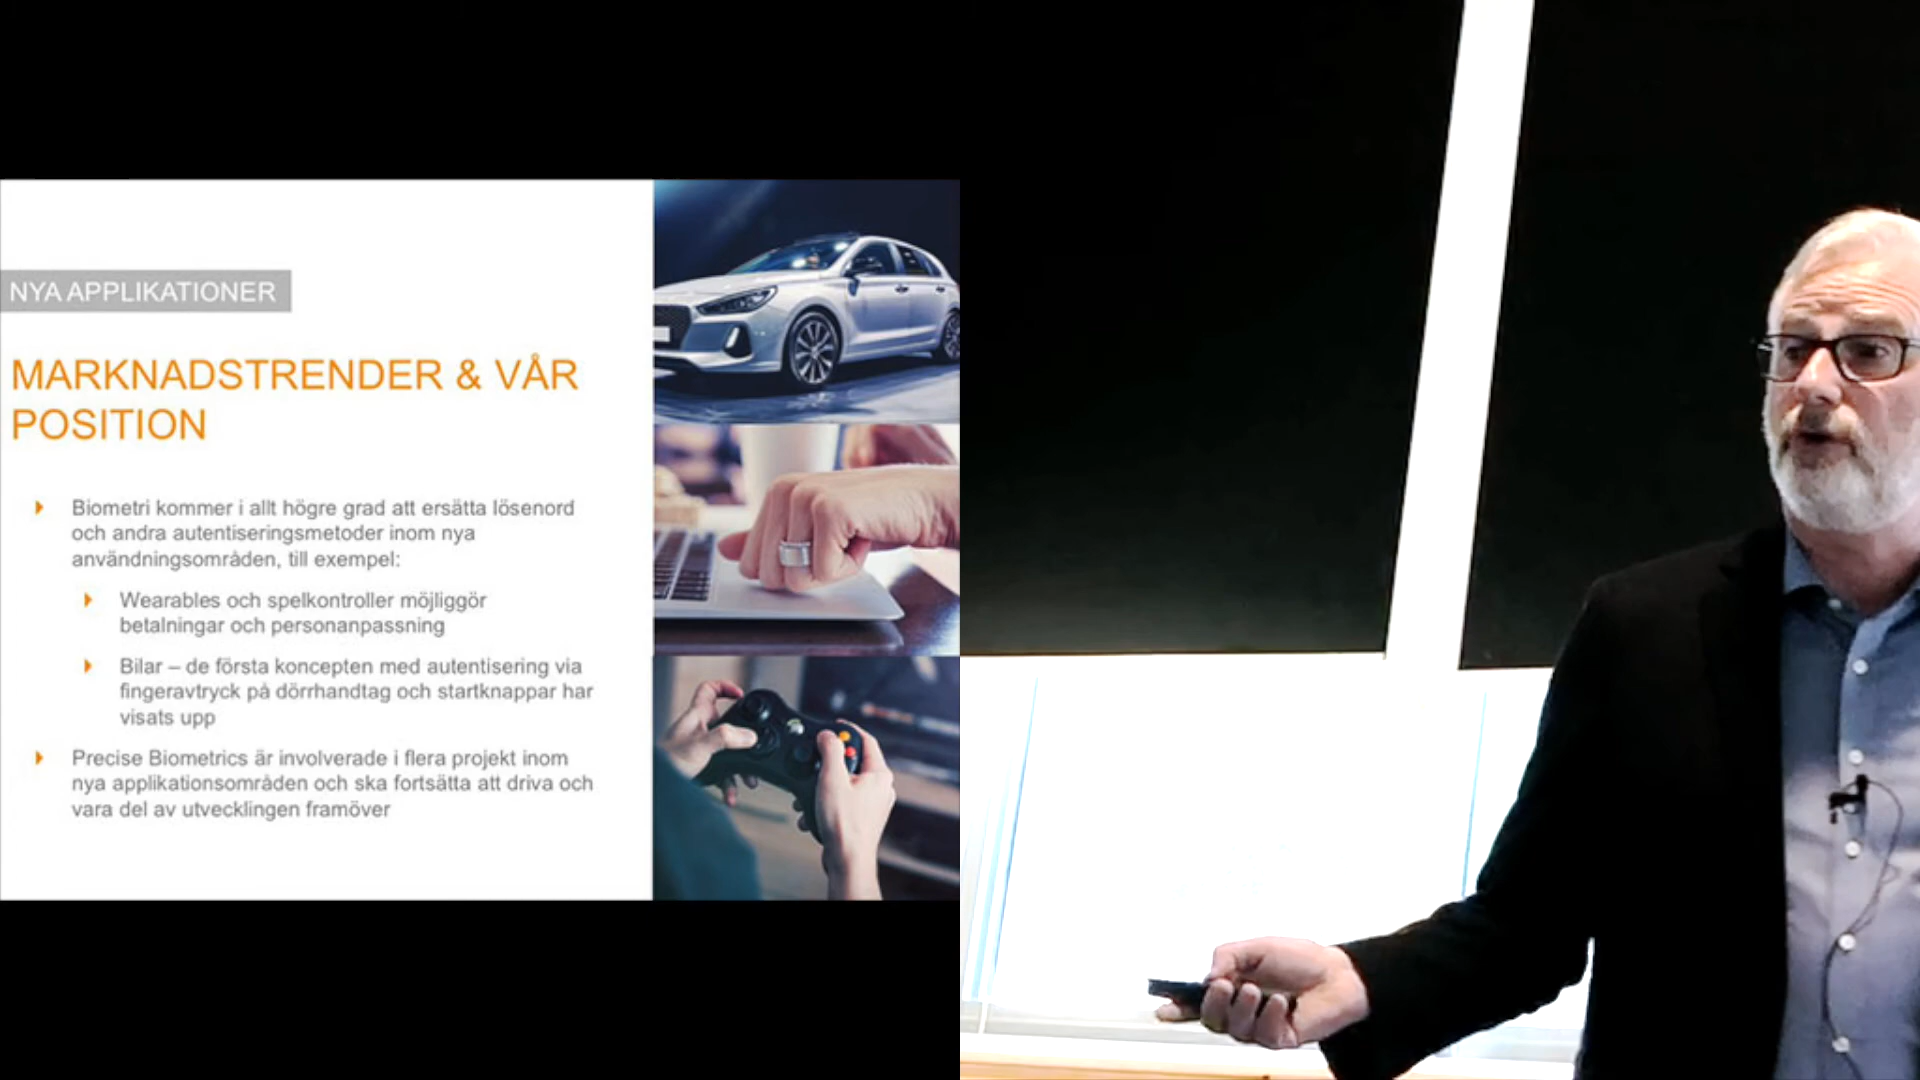 NYA APPLIKATIONER
MARKNADSTRENDER & VÅR
POSITION
Biometri kommer i allt högre grad att ersätta lösenord
och andra autentiseringsmetoder inom nya
användningsområden, till exempel:
Wearables och spelkontroller möjliggör
betalningar och personanpassning
Bilar – de första koncepten med autentisering via
fingeravtryck på dörrhandtag och startknappar har
visats upp
Precise Biometrics är involverade i flera projekt inom
nya applikationsområden och ska fortsätta att driva och
vara del av utvecklingen framöver